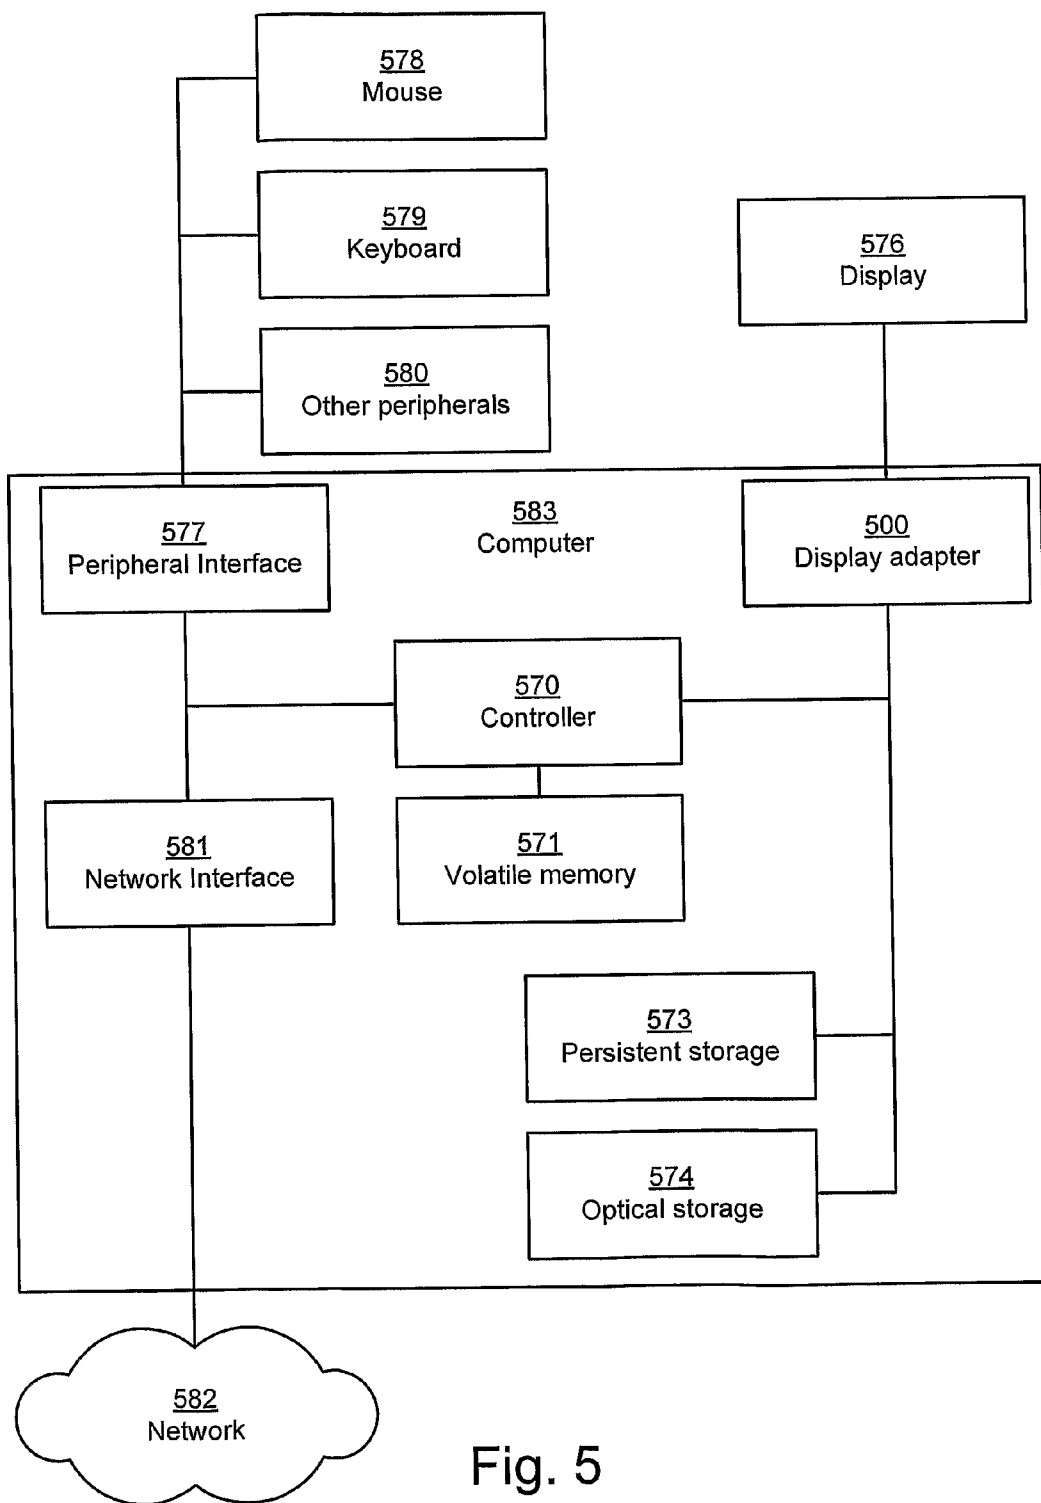 578
Mouse
579
Keyboard
580
Other peripherals
576
Display
577
Peripheral Interface
583
Computer
500
Display adapter
570
Controller
581
Network Interface
571
Volatile memory
573
Persistent storage
574
Optical storage
582
Network
Fig. 5